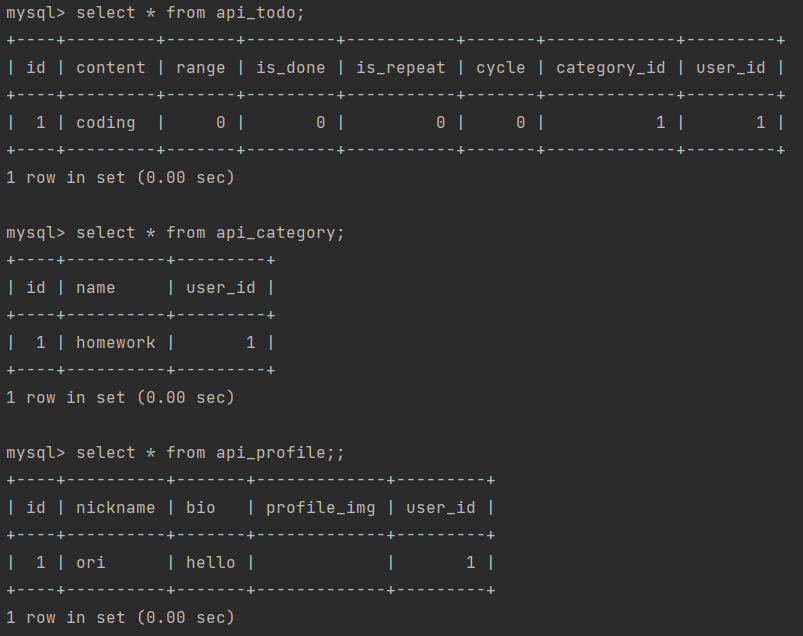 mysql> select * from api_todo;
+----+---------+-------+---------+-----------+-------+-------------+---------+
| id | content | range | is_done | is_repeat | cycle | category_id | user_id |
+----+---------+-------+---------+-----------+-------+-------------+---------+
|  1 | coding  |     0 |       0 |         0 |     0 |           1 |       1 |
+----+---------+-------+---------+-----------+-------+-------------+---------+
1 row in set (0.00 sec)

mysql> select * from api_category;
+----+----------+---------+
| id | name     | user_id |
+----+----------+---------+
|  1 | homework |       1 |
+----+----------+---------+
1 row in set (0.00 sec)

mysql> select * from api_profile;;
+----+----------+-------+-------------+---------+
| id | nickname | bio   | profile_img | user_id |
+----+----------+-------+-------------+---------+
|  1 | ori      | hello |             |       1 |
+----+----------+-------+-------------+---------+
1 row in set (0.00 sec)